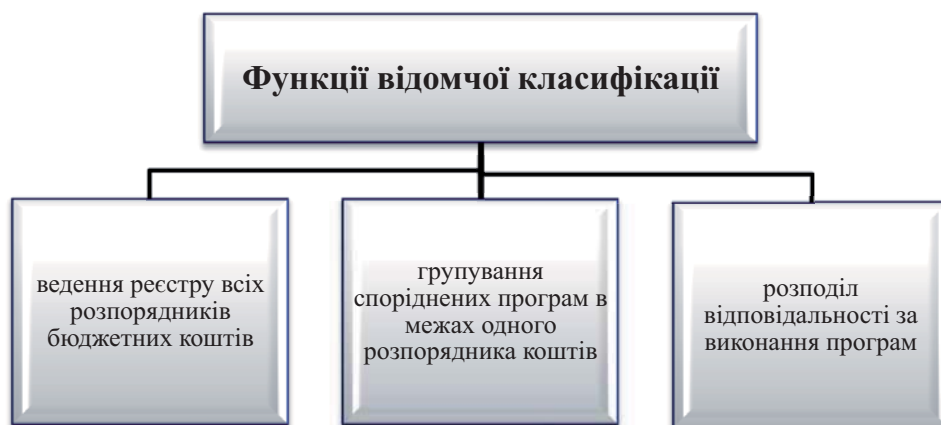 Функції відомчої класифікації
ведення реєстру всіх
розпорядників
бюджетних коштів
групування
споріднених програм в
межах одного
розпорядника коштів
розподіл
відповідальності за
виконання програм